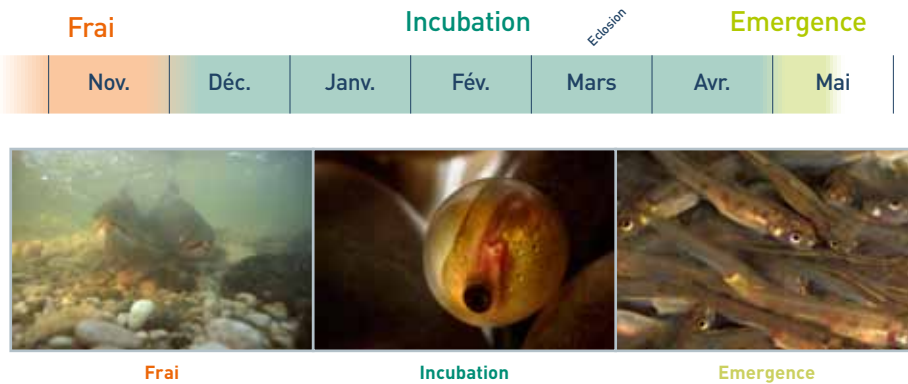 Frai Incubation Eclosion Emergence
Nov. Déc. Janv. Fév. Mars Avr. Mai
Frai Incubation Emergence